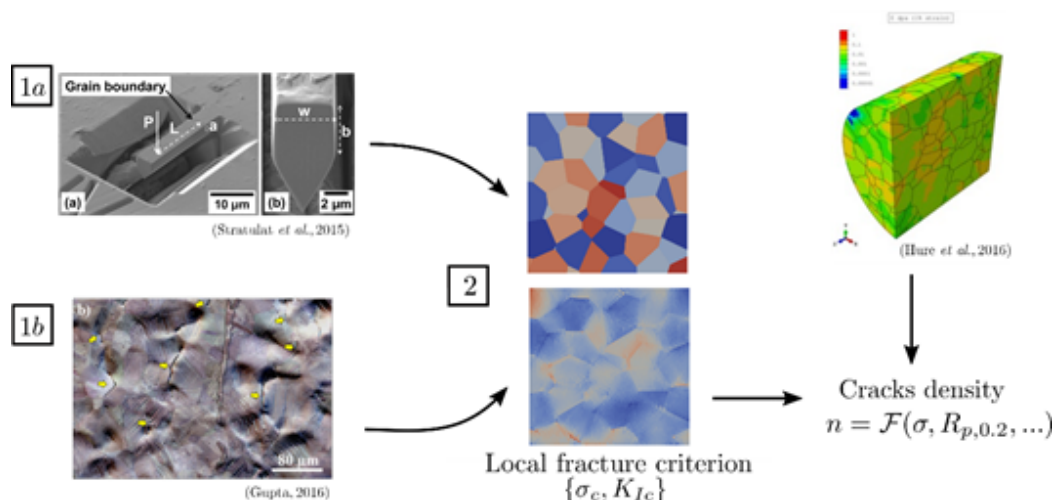 1a
Grain boundary
P
L
a
w
b
(a)
10 µm
(b)
2 µm
(Stratulat et al., 2015)
(Hure et al., 2016)
2
1b
b)
80 µm
(Gupta, 2016)
Local fracture criterion
{σc, KIc}
Cracks density
n = F(σ, Rp,0.2, ...)